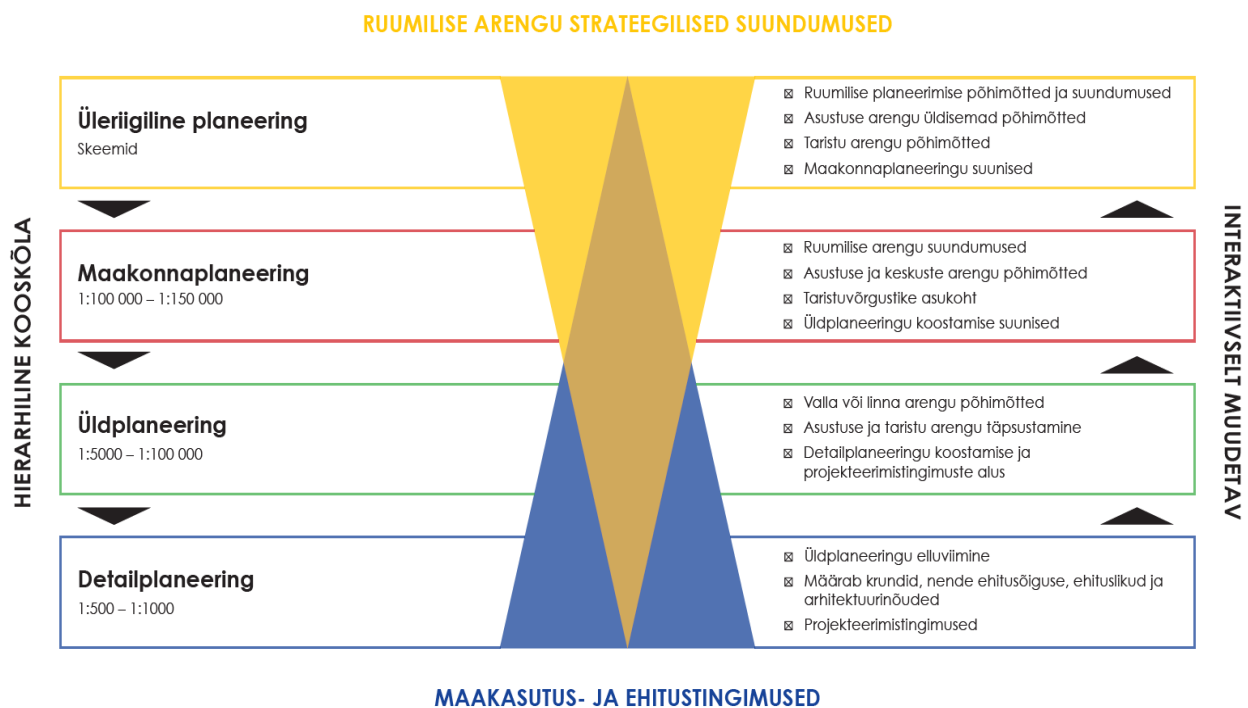 RUUMILISE ARENGU STRATEEGILISED SUUNDUMUSED
HIERARHILINE KOOSKÕLA
Üleriigiline planeering
Skeemid
Ruumilise planeerimise põhimõtted ja suundumused
Asustuse arengu üldisemad põhimõtted
Taristu arengu põhimõtted
Maakonnaplaneeringu suunised
Maakonnaplaneering
1:100 000 – 1:150 000
Ruumilise arengu suundumused
Asustuse ja keskuste arengu põhimõtted
Taristuvõrgustike asukoht
Üldplaneeringu koostamise suunised
Üldplaneering
1:5000 – 1:100 000
Valla või linna arengu põhimõtted
Asustuse ja taristu arengu täpsustamine
Detailplaneeringu koostamise ja
projekteerimistingimuste alus
Detailplaneering
1:500 – 1:1000
Üldplaneeringu elluviimine
Määrab krundid, nende ehitusõiguse, ehituslikud ja
arhitektuurinõuded
Projekteerimistingimused
INTERAKTIIVSELT MUUDETAV
MAAKASUTUS- JA EHITUSTINGIMUSED